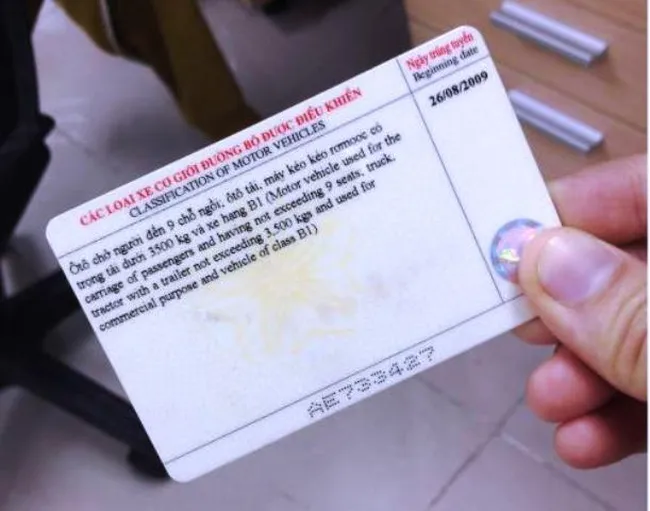 CÁC LOẠI XE CƠ GIỚI ĐƯỜNG BỘ ĐƯỢC ĐIỀU KHIỂN
CLASSIFICATION OF MOTOR VEHICLES
Ngày trúng tuyển
Beginning date
Ôtô chở người đến 9 chỗ ngồi; ôtô tải, máy kéo kéo rơmooc có
trọng tải dưới 3500 kg và xe hạng B1 (Motor vehicle used for the
carriage of passengers and having not exceeding 9 seats; truck,
tractor with a trailer not exceeding 3,500 kgs and used for
commercial purpose and vehicle of class B1)
26/08/2009
AE733427